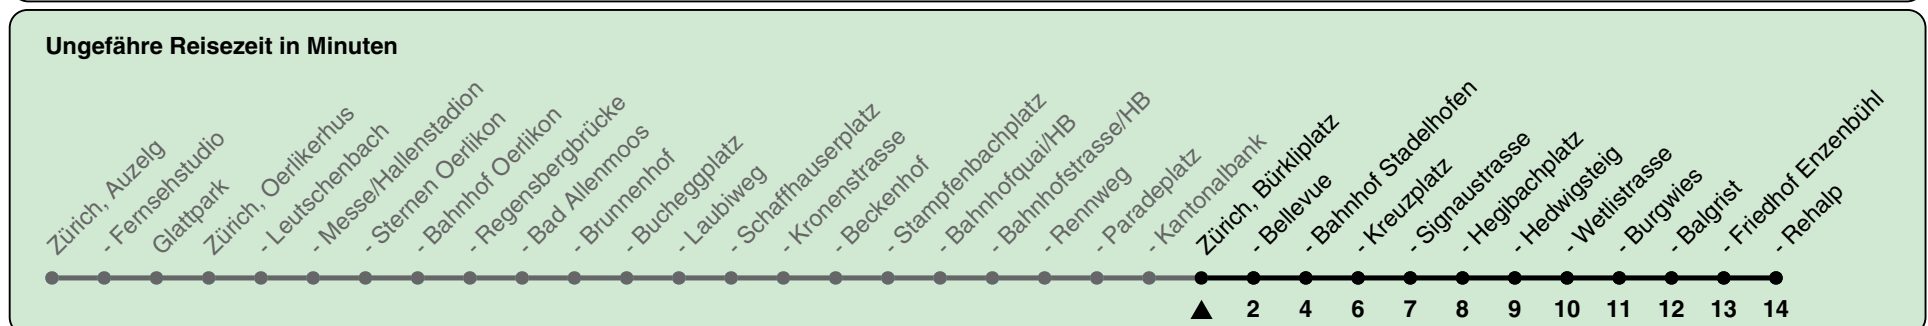 Ungefähre Reisezeit in Minuten
Zürich, Auzelg
- Fernsehstudio
Glattpark
Zürich, Oerlikerhus
- Leutschenbach
- Messe/Hallenstadion
- Sternen Oerlikon
- Bahnhof Oerlikon
- Regensbergbrücke
- Bad Allenmoos
- Brunnenhof
- Bucheggplatz
- Laubiweg
- Schaffhauserplatz
- Kronenstrasse
- Beckenhof
- Stampfenbachplatz
- Bahnhofquai/HB
- Bahnhofstrasse/HB
- Rennweg
- Paradeplatz
- Kantonalbank
Zürich, Bürkliplatz
- Bellevue
- Bahnhof Stadelhofen
- Kreuzplatz
- Signaustrasse
- Hegibachplatz
- Hedwigsteig
- Wetlistrasse
- Burgwies
- Balgrist
- Friedhof Enzenbühl
- Rehalp
2 4 6 7 8 9 10 11 12 13 14